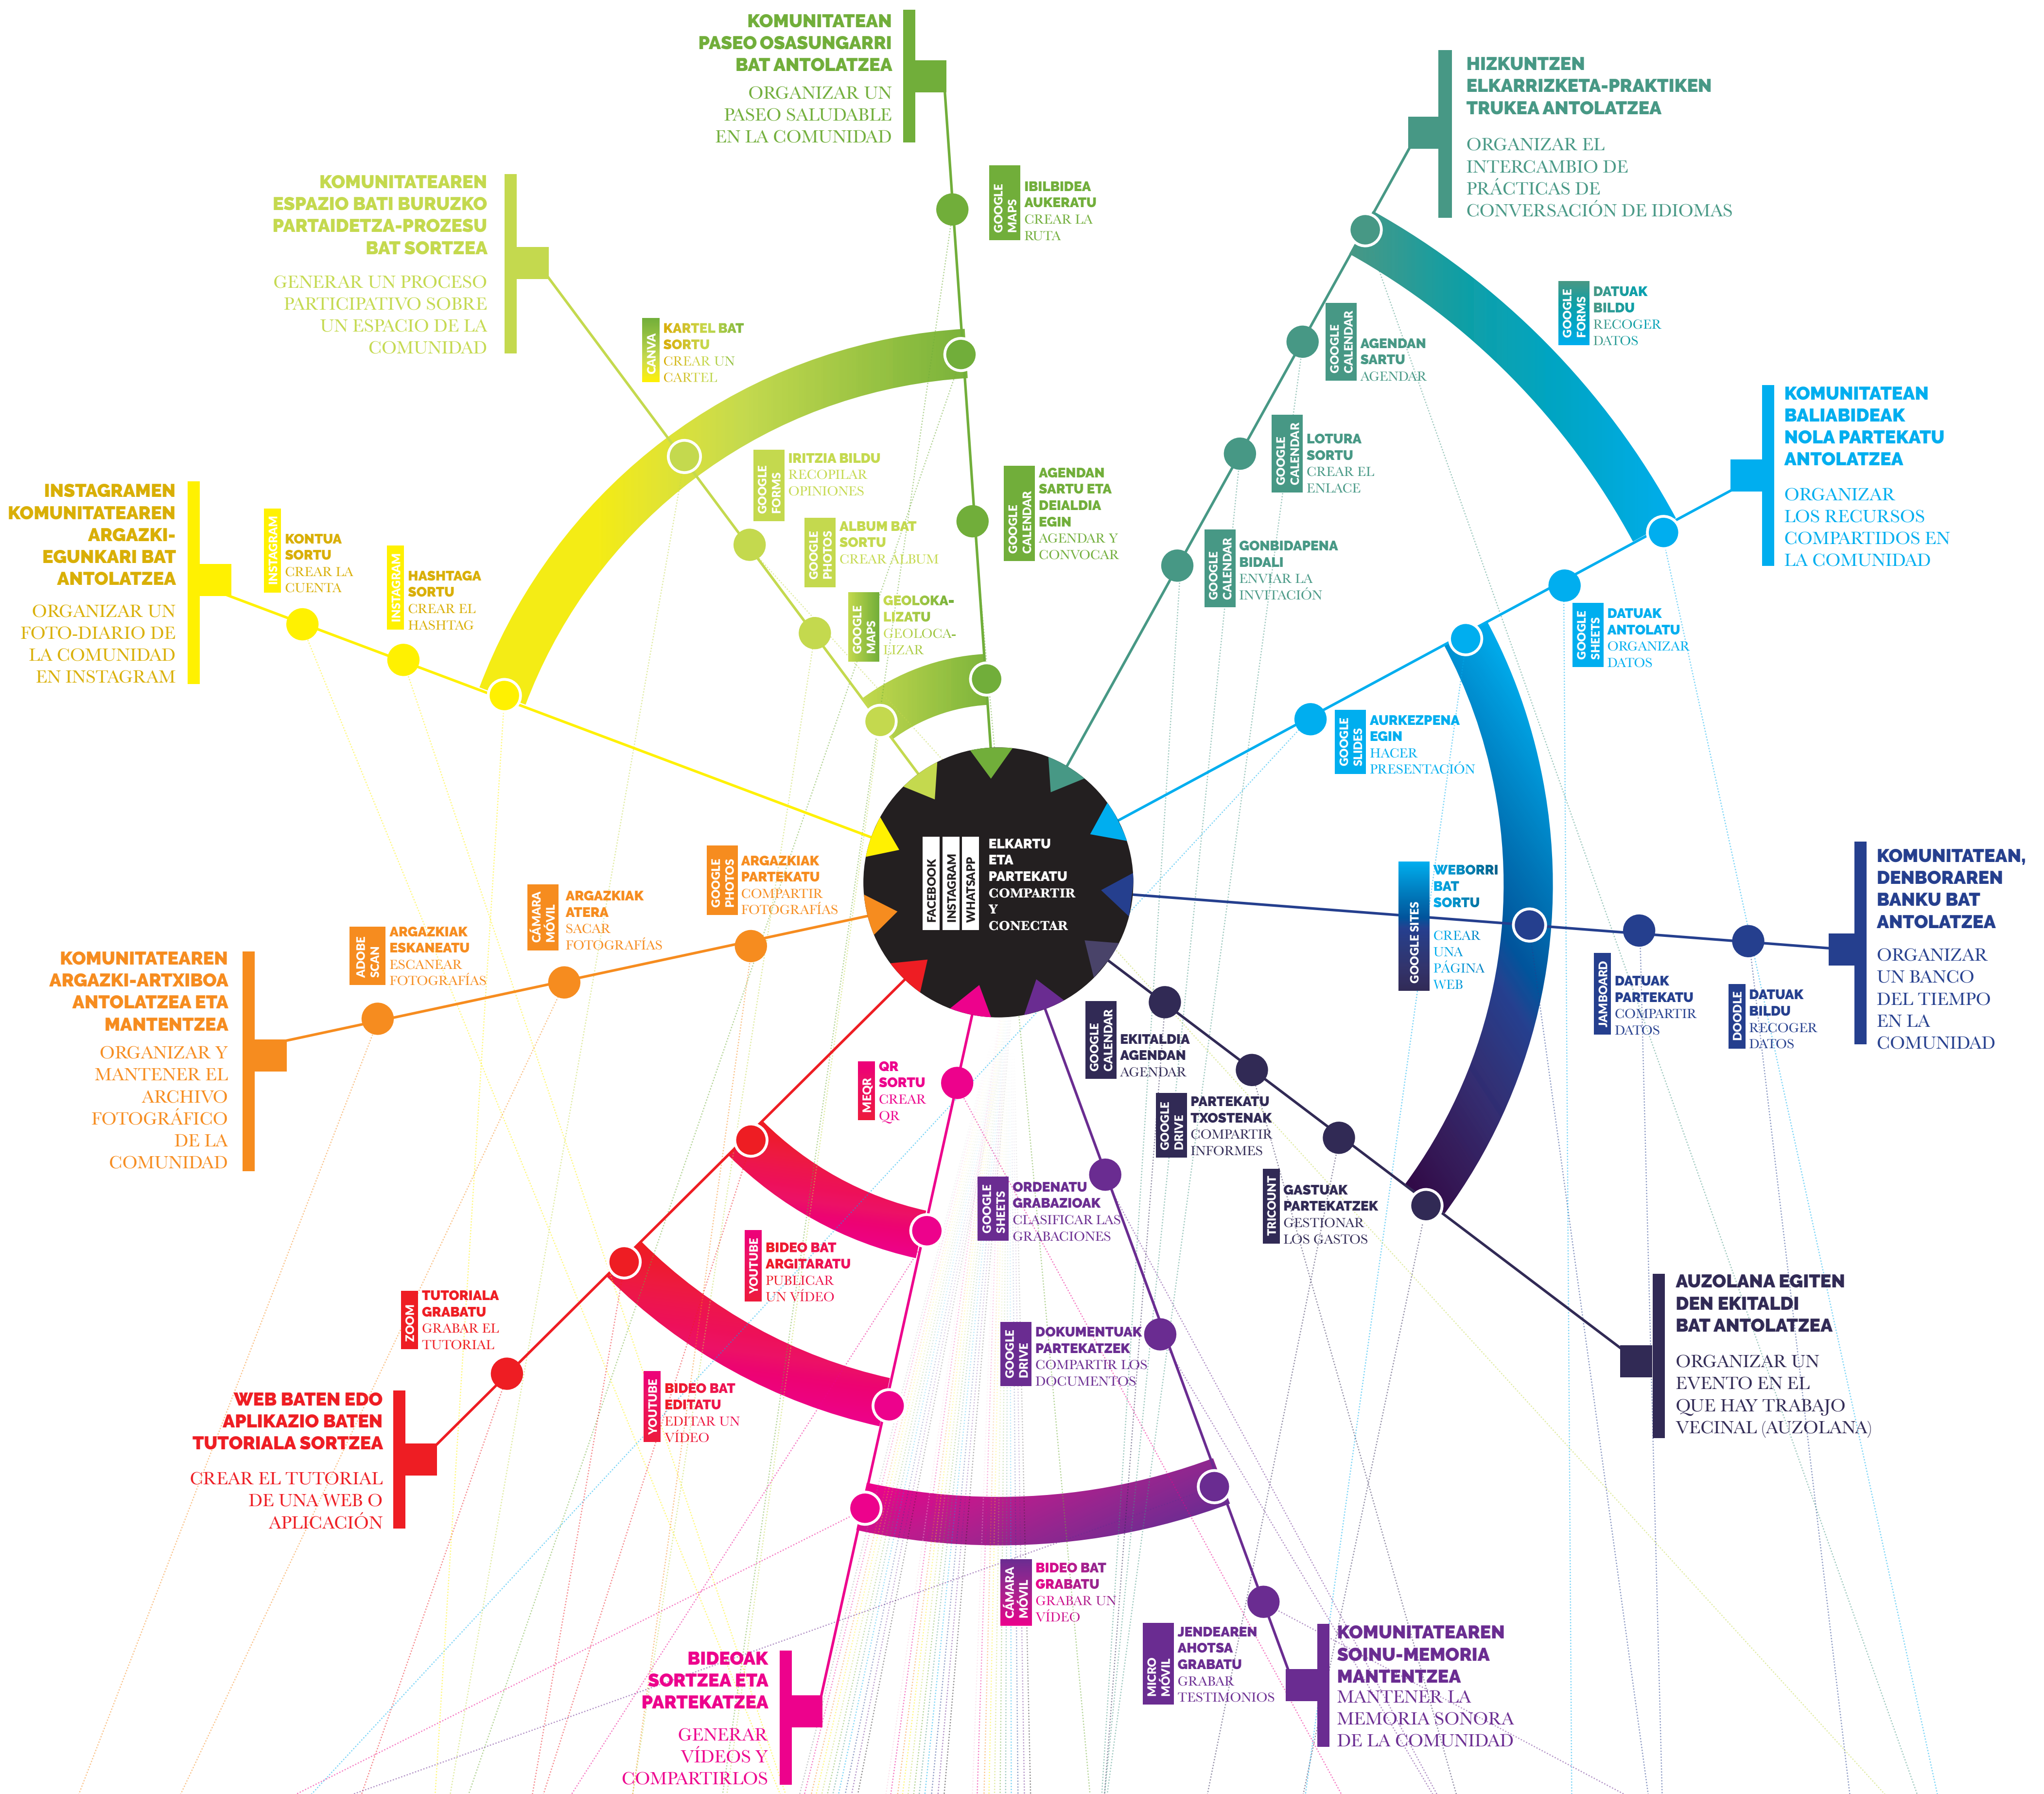 KOMUNITATEAN
PASEO OSASUNGARRI
BAT ANTOLATZEA
ORGANIZAR UN
PASEO SALUDABLE
EN LA COMUNIDAD
GOOGLE
MAPS
IBILBIDEA
AUKERATU
CREAR LA
RUTA
HIZKUNTZEN
ELKARRIZKETA-PRAKTIKEN
TRUKEA ANTOLATZEA
ORGANIZAR EL
INTERCAMBIO DE
PRÁCTICAS DE
CONVERSACIÓN DE IDIOMAS
KOMUNITATEAREN
ESPAZIO BATI BURUZKO
PARTAIDETZA-PROZESU
BAT SORTZEA
GENERAR UN PROCESO
PARTICIPATIVO SOBRE
UN ESPACIO DE LA
COMUNIDAD
CANVA
KARTEL BAT
SORTU
CREAR UN
CARTEL
GOOGLE
FORMS
DATUAK
BILDU
RECOGER
DATOS
GOOGLE
CALENDAR
AGENDAN
SARTU
AGENDAR
KOMUNITATEAN
BALIABIDEAK
NOLA PARTEKATU
ANTOLATZEA
ORGANIZAR
LOS RECURSOS
COMPARTIDOS EN
LA COMUNIDAD
GOOGLE
CALENDAR
LOTURA
SORTU
CREAR EL
ENLACE
GOOGLE
FORMS
IRITZIA BILDU
RECOPILAR
OPINIONES
GOOGLE
CALENDAR
AGENDAN
SARTU ETA
DEIALDIA
EGIN
AGENDAR Y
CONVOCAR
INSTAGRAMEN
KOMUNITATEAREN
ARGAZKI-
EGUNKARI BAT
ANTOLATZEA
ORGANIZAR UN
FOTO-DIARIO DE
LA COMUNIDAD
EN INSTAGRAM
INSTAGRAM
KONTUA
SORTU
CREAR LA
CUENTA
INSTAGRAM
HASHTAGA
SORTU
CREAR EL
HASHTAG
GOOGLE
PHOTOS
ALBUM BAT
SORTU
CREAR ALBUM
GOOGLE
CALENDAR
GONBIDAPENA
BIDALI
ENVIAR LA
INVITACIÓN
GOOGLE
MAPS
GEOLOKA-
LIZATU
GEOLOCA-
LIZAR
GOOGLE
SHEETS
DATUAK
ANTOLATU
ORGANIZAR
DATOS
GOOGLE
SLIDES
AURKEZPENA
EGIN
HACER
PRESENTACIÓN
FACEBOOK
INSTAGRAM
WHATSAPP
ELKARTU
ETA
PARTEKATU
COMPARTIR
Y
CONECTAR
GOOGLE
PHOTOS
ARGAZKIAK
PARTEKATU
COMPARTIR
FOTOGRAFÍAS
CÁMARA
MÓVIL
ARGAZKIAK
ATERA
SACAR
FOTOGRAFÍAS
ADOBE
SCAN
ARGAZKIAK
ESKANEATU
ESCANEAR
FOTOGRAFÍAS
KOMUNITATEAREN
ARGAZKI-ARTXIBOA
ANTOLATZEA ETA
MANTENTZEA
ORGANIZAR Y
MANTENER EL
ARCHIVO
FOTOGRÁFICO
DE LA
COMUNIDAD
GOOGLE SITES
WEBORRI
BAT
SORTU
CREAR
UNA
PÁGINA
WEB
KOMUNITATEAN,
DENBORAREN
BANKU BAT
ANTOLATZEA
ORGANIZAR
UN BANCO
DEL TIEMPO
EN LA
COMUNIDAD
JAMBOARD
DATUAK
PARTEKATU
COMPARTIR
DATOS
DOODLE
DATUAK
BILDU
RECOGER
DATOS
GOOGLE
CALENDAR
EKITALDIA
AGENDAN
AGENDAR
MEQR
QR
SORTU
CREAR
QR
GOOGLE
DRIVE
PARTEKATU
TXOSTENAK
COMPARTIR
INFORMES
TRICOUNT
GASTUAK
PARTEKATZEK
GESTIONAR
LOS GASTOS
GOOGLE
SHEETS
ORDENATU
GRABAZIOAK
CLASIFICAR LAS
GRABACIONES
YOUTUBE
BIDEO BAT
ARGITARATU
PUBLICAR
UN VÍDEO
AUZOLANA EGITEN
DEN EKITALDI
BAT ANTOLATZEA
ORGANIZAR UN
EVENTO EN EL
QUE HAY TRABAJO
VECINAL (AUZOLANA)
ZOOM
TUTORIALA
GRABATU
GRABAR EL
TUTORIAL
GOOGLE
DRIVE
DOKUMENTUAK
PARTEKATZEK
COMPARTIR LOS
DOCUMENTOS
YOUTUBE
BIDEO BAT
EDITATU
EDITAR UN
VÍDEO
WEB BATEN EDO
APLIKAZIO BATEN
TUTORIALA SORTZEA
CREAR EL TUTORIAL
DE UNA WEB O
APLICACIÓN
CÁMARA
MÓVIL
BIDEO BAT
GRABATU
GRABAR UN
VÍDEO
MICRO
MÓVIL
JENDEAREN
AHOTSA
GRABATU
GRABAR
TESTIMONIOS
KOMUNITATEAREN
SOINU-MEMORIA
MANTENTZEA
MANTENER LA
MEMORIA SONORA
DE LA COMUNIDAD
BIDEOAK
SORTZEA ETA
PARTEKATZEA
GENERAR
VÍDEOS Y
COMPARTIRLOS